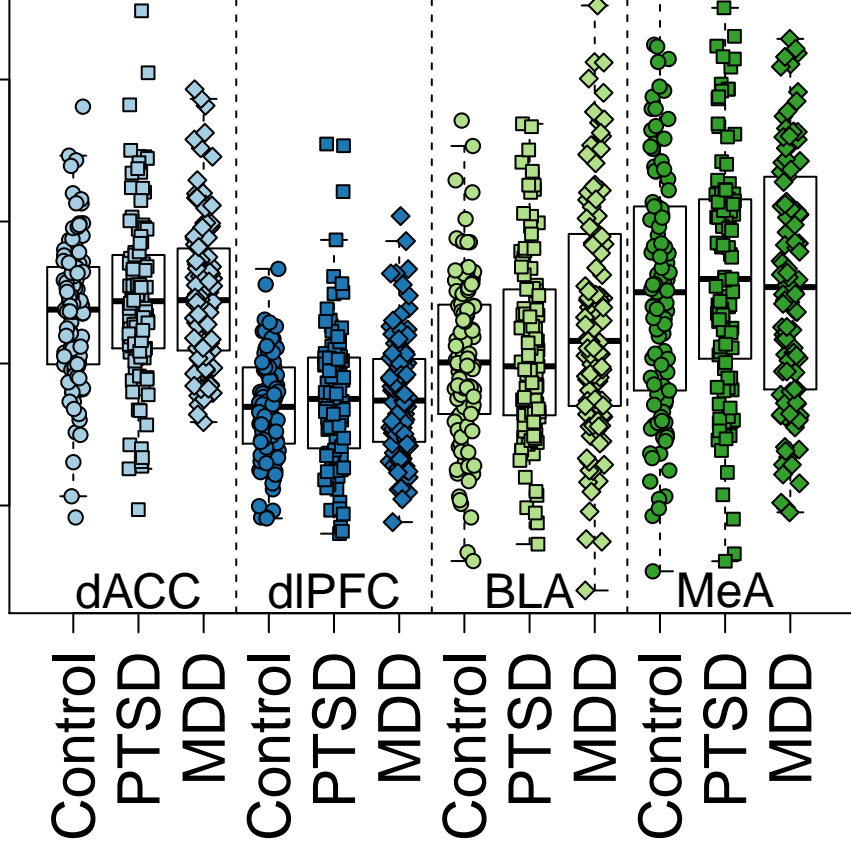 dACC dlPFC BLA MeA
Control PTSD MDD Control PTSD MDD Control PTSD MDD Control PTSD MDD